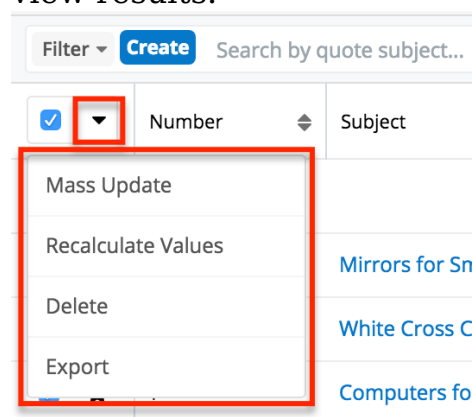 Filter Create Search by quote subject...
Number Subject
Mass Update
Recalculate Values
Mirrors for Sm
Delete
White Cross C
Export
Computers fo